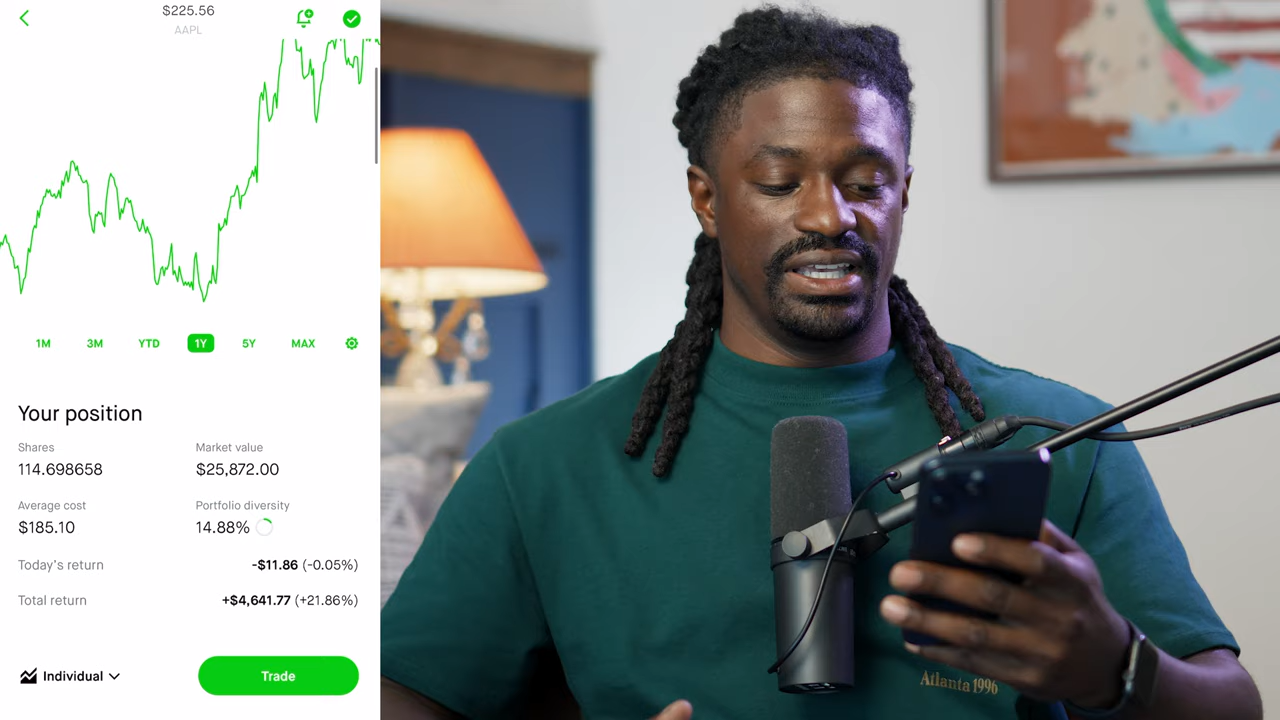 $225.56
AAPL
1M 3M YTD 1Y 5Y MAX
Your position
Shares Market value
114.698658 $25,872.00
Average cost Portfolio diversity
$185.10 14.88%
Today's return -$11.86 (-0.05%)
Total return +$4,641.77 (+21.86%)
Individual Trade
Atlanta 1996